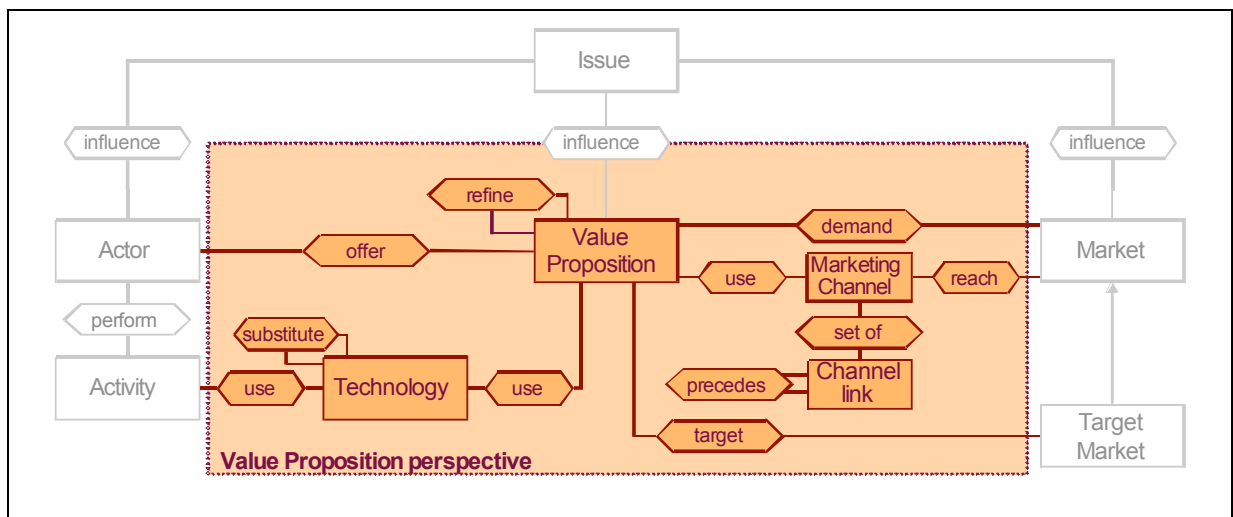 Issue
influence
influence
influence
refine
Actor
offer
Value
Proposition
demand
Market
use
Marketing
Channel
reach
perform
substitute
set of
Activity
use
Technology
use
precedes
Channel
link
target
Target
Market
Value Proposition perspective